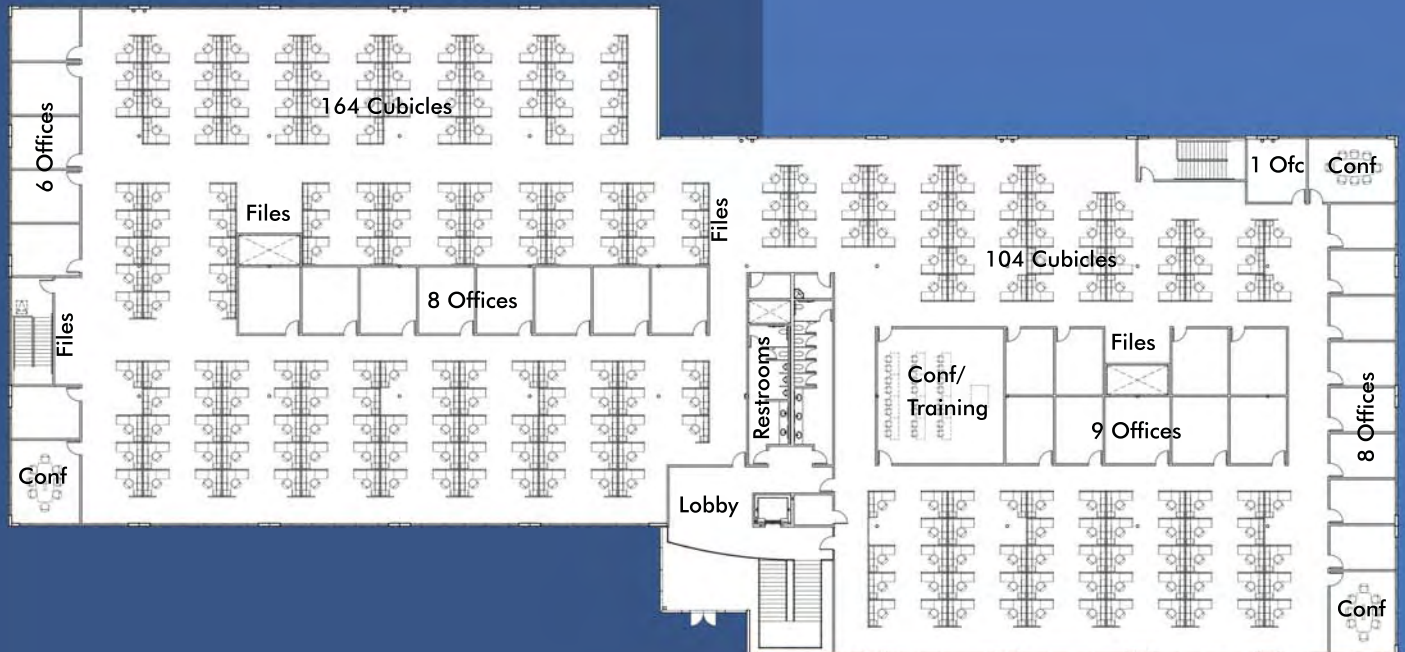 164 Cubicles
6 Offices
Files
Files
1 Ofc
Conf
104 Cubicles
8 Offices
Files
Restrooms
Files
Conf/
Training
9 Offices
8 Offices
Conf
Lobby
Conf